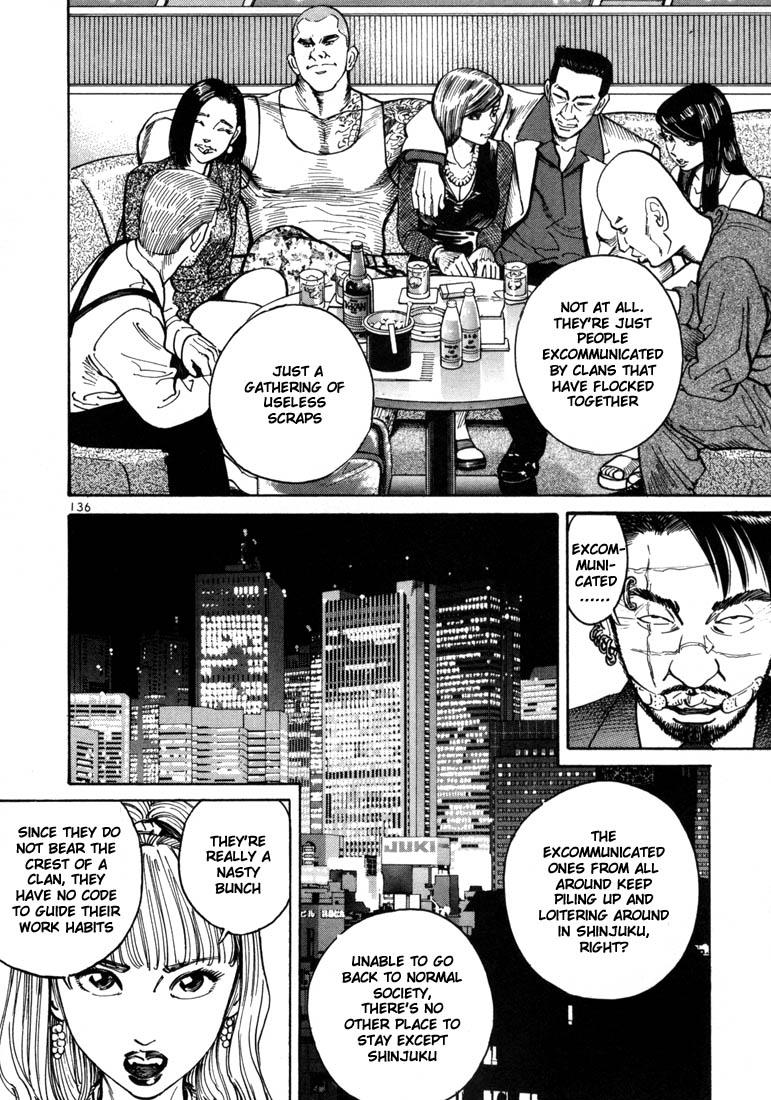 NOT AT ALL.
THEY'RE JUST
PEOPLE
EXCOMMUNICATED
BY CLANS THAT
HAVE FLOCKED
TOGETHER
JUST A
GATHERING OF
USELESS
SCRAPS
136
EXCOM-
MUNI-
CATED
......
THE
EXCOMMUNICATED
ONES FROM ALL
AROUND KEEP
PILING UP AND
LOITERING AROUND
IN SHINJUKU,
RIGHT?
JUKI
UNABLE TO GO
BACK TO NORMAL
SOCIETY,
THERE'S NO
OTHER PLACE TO
STAY EXCEPT
SHINJUKU
THEY'RE
REALLY A
NASTY
BUNCH
SINCE THEY DO
NOT BEAR THE
CREST OF A
CLAN, THEY
HAVE NO CODE
TO GUIDE THEIR
WORK HABITS